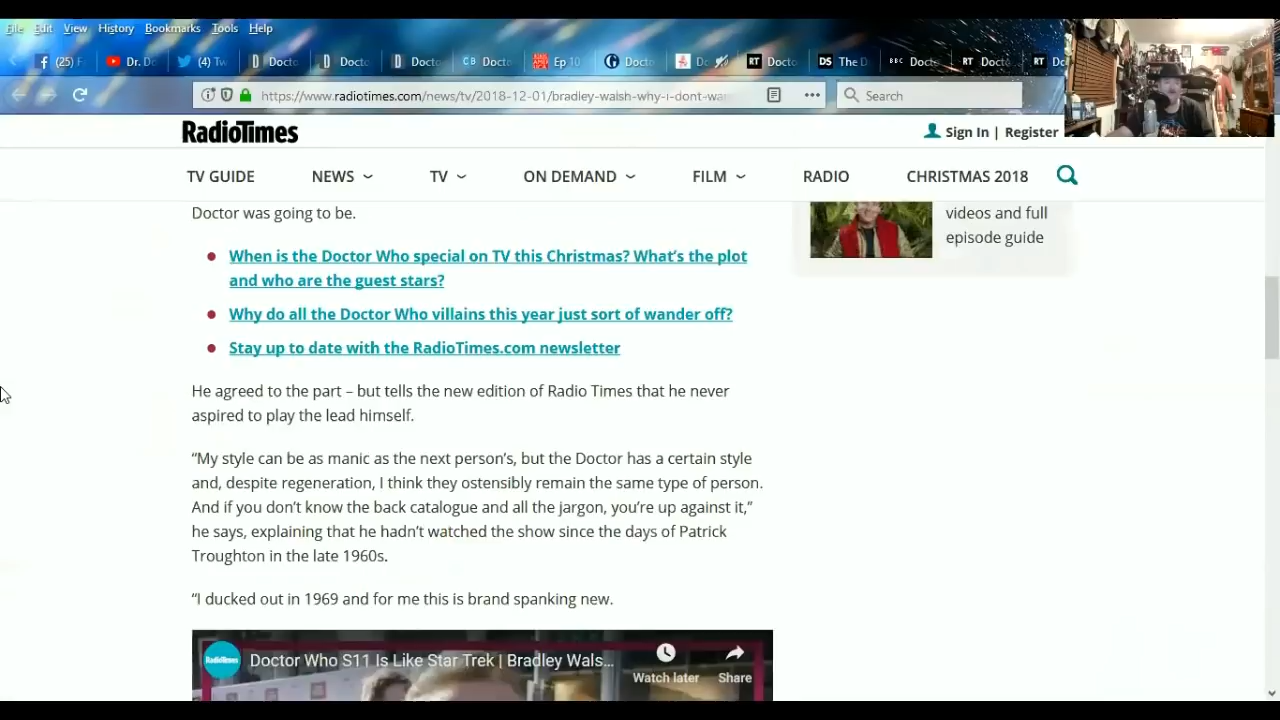 File Edit View History Bookmarks Tools Help
(25) F Dr. D (4) Tw Docto Docto Docto CB Docto Ep 10 Docto Do RT Docto DS The D BBC Docto RT Doct RT Do
https://www.radiotimes.com/news/tv/2018-12-01/bradley-walsh-why-i-dont-wa
Search
RadioTimes
Sign In | Register
TV GUIDE NEWS TV ON DEMAND FILM RADIO CHRISTMAS 2018
Doctor was going to be.
When is the Doctor Who special on TV this Christmas? What's the plot
and who are the guest stars?
Why do all the Doctor Who villains this year just sort of wander off?
Stay up to date with the RadioTimes.com newsletter
videos and full
episode guide
He agreed to the part – but tells the new edition of Radio Times that he never
aspired to play the lead himself.
“My style can be as manic as the next person’s, but the Doctor has a certain style
and, despite regeneration, I think they ostensibly remain the same type of person.
And if you don’t know the back catalogue and all the jargon, you’re up against it,”
he says, explaining that he hadn’t watched the show since the days of Patrick
Troughton in the late 1960s.
“I ducked out in 1969 and for me this is brand spanking new.
RadioTimes
Doctor Who S11 Is Like Star Trek | Bradley Wals...
Watch later
Share